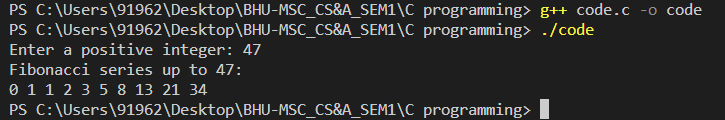 PS C:\Users\91962\Desktop\BHU-MSC_CS&A_SEM1\C programming> g++ code.c -o code
PS C:\Users\91962\Desktop\BHU-MSC_CS&A_SEM1\C programming> ./code
Enter a positive integer: 47
Fibonacci series up to 47:
0 1 1 2 3 5 8 13 21 34
PS C:\Users\91962\Desktop\BHU-MSC_CS&A_SEM1\C programming>